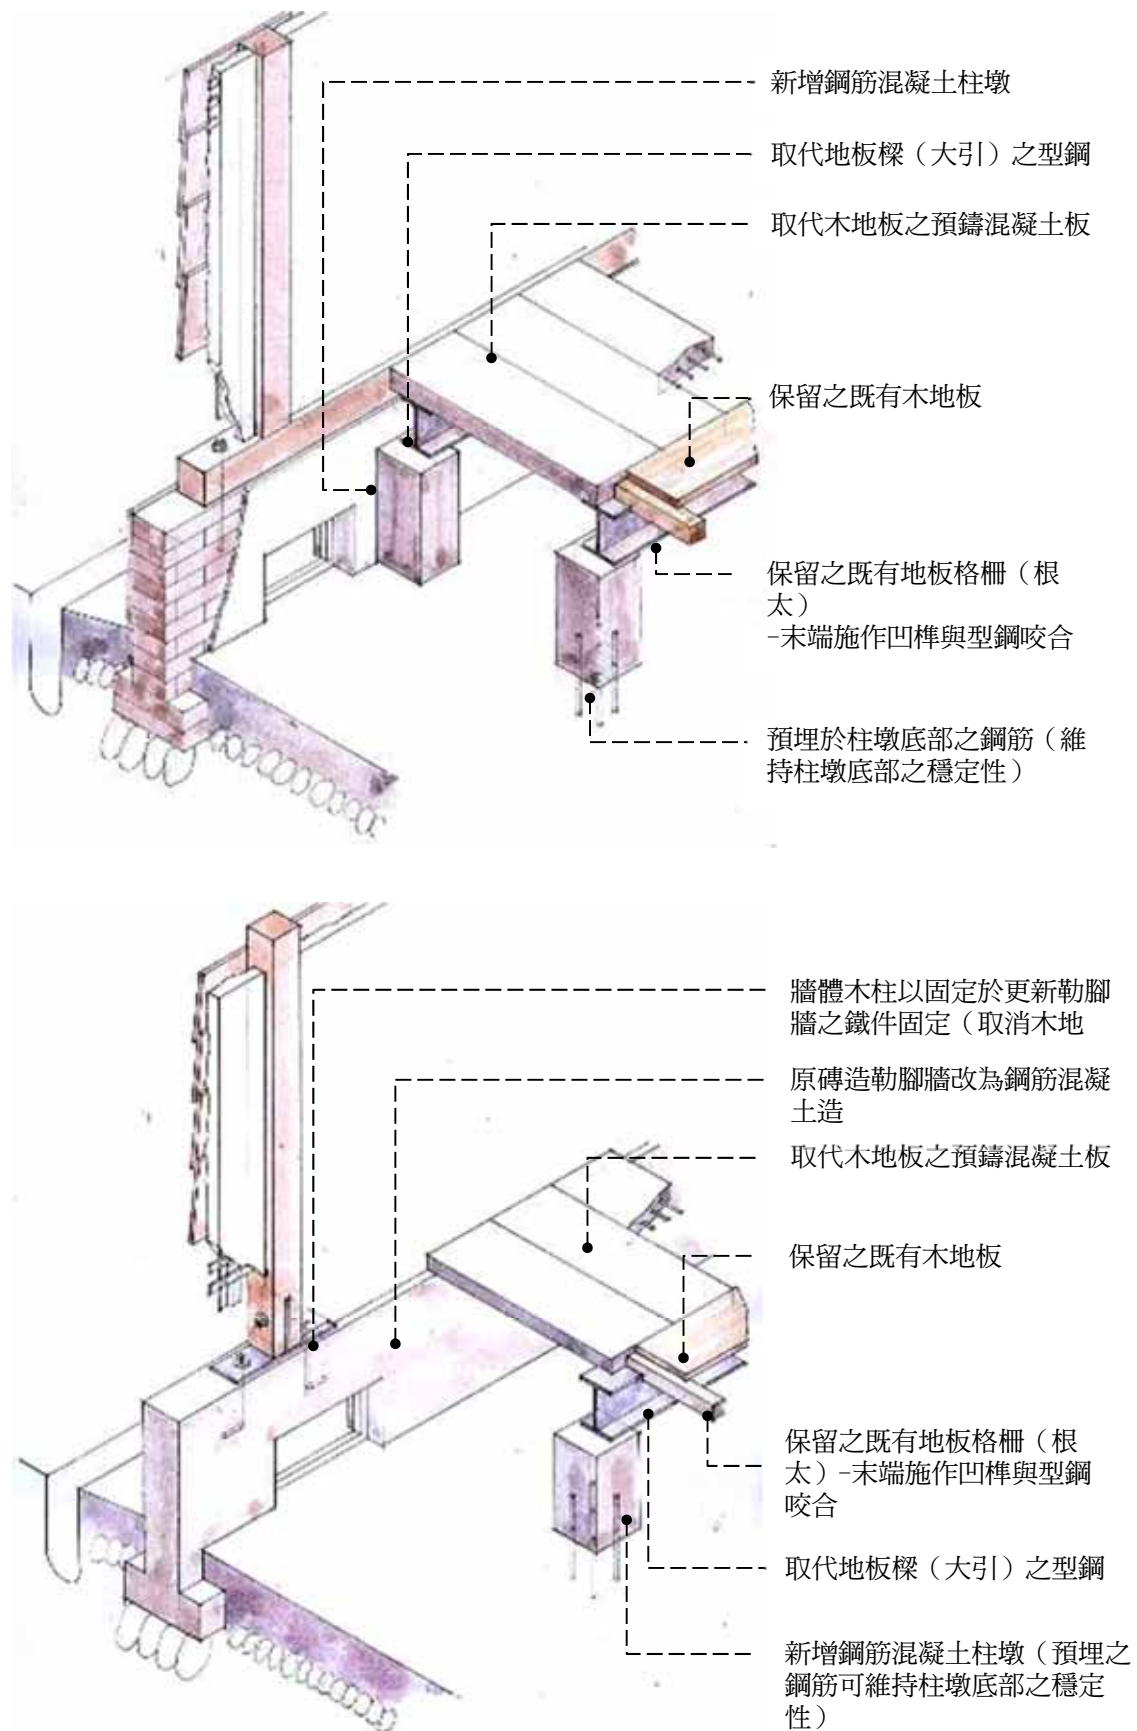 新增鋼筋混凝土柱墩
取代地板樑（大引）之型鋼
取代木地板之預鑄混凝土板
保留之既有木地板
保留之既有地板格柵（根
太）
-末端施作凹榫與型鋼咬合
預埋於柱墩底部之鋼筋（維
持柱墩底部之穩定性）
牆體木柱以固定於更新勒腳
牆之鐵件固定（取消木地
原磚造勒腳牆改為鋼筋混凝
土造
取代木地板之預鑄混凝土板
保留之既有木地板
保留之既有地板格柵（根
太）-末端施作凹榫與型鋼
咬合
取代地板樑（大引）之型鋼
新增鋼筋混凝土柱墩（預埋之
鋼筋可維持柱墩底部之穩定
性）